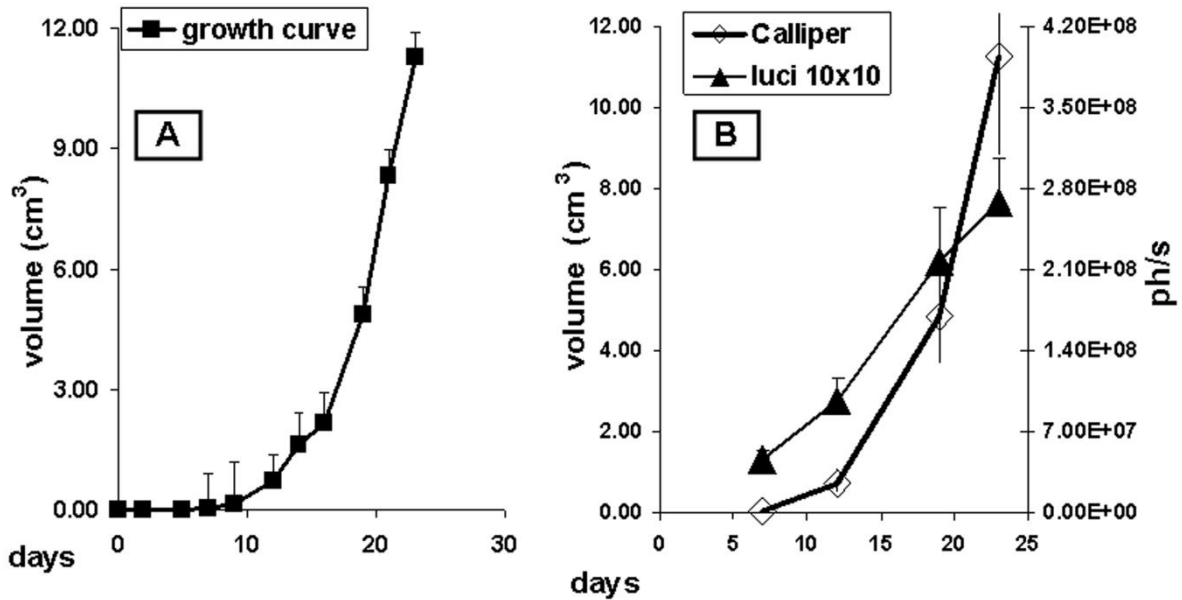 growth curve
A
12.00
9.00
6.00
3.00
0.00
volume (cm³)
0
10
20
30
days
Calliper
luci 10x10
B
12.00
10.00
8.00
6.00
4.00
2.00
0.00
volume (cm³)
4.20E+08
3.50E+08
2.80E+08
2.10E+08
1.40E+08
7.00E+07
0.00E+00
ph/s
0
5
10
15
20
25
days